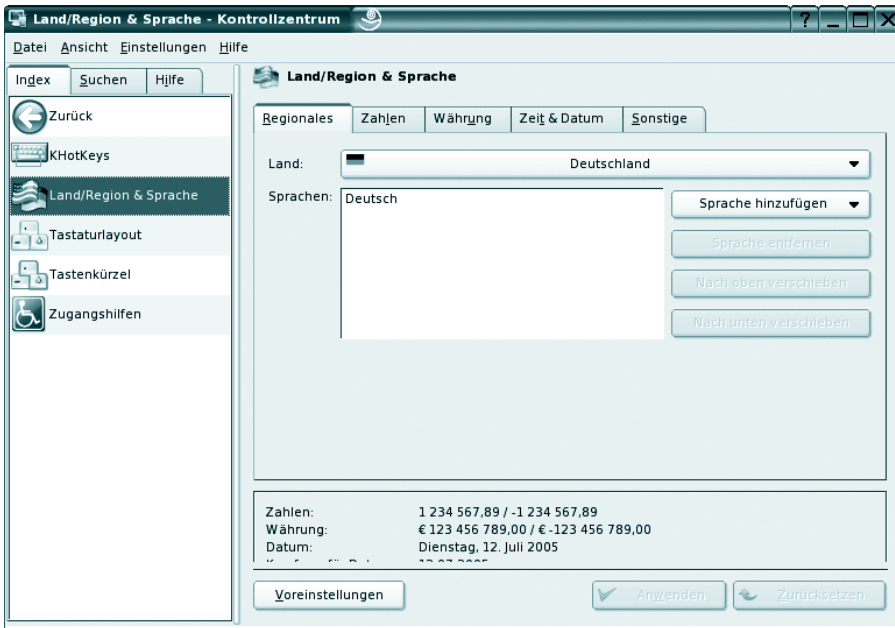 Land/Region & Sprache - Kontrollzentrum
Datei Ansicht Einstellungen Hilfe
Index Suchen Hilfe
Zurück
KHotKeys
Land/Region & Sprache
Tastaturlayout
Tastenkürzel
Zugangshilfen
Land/Region & Sprache
Regionales Zahlen Währung Zeit & Datum Sonstige
Land: Deutschland
Sprachen: Deutsch
Sprache hinzufügen
Sprache entfernen
Nach oben verschieben
Nach unten verschieben
Zahlen: 1 234 567,89 / -1 234 567,89
Währung: € 123 456 789,00 / € -123 456 789,00
Datum: Dienstag, 12. Juli 2005
Voreinstellungen Anwenden Zurücksetzen